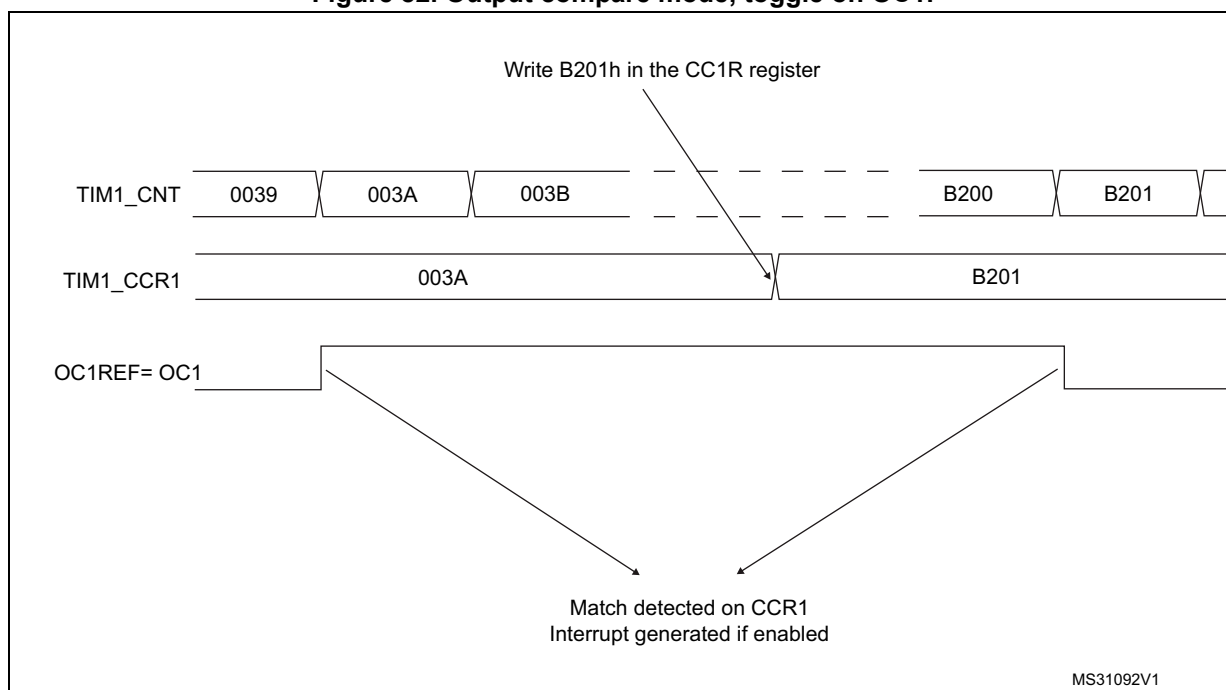 Write B201h in the CC1R register
TIM1_CNT 0039 003A 003B B200 B201
TIM1_CCR1 003A B201
OC1REF= OC1
Match detected on CCR1
Interrupt generated if enabled
MS31092V1